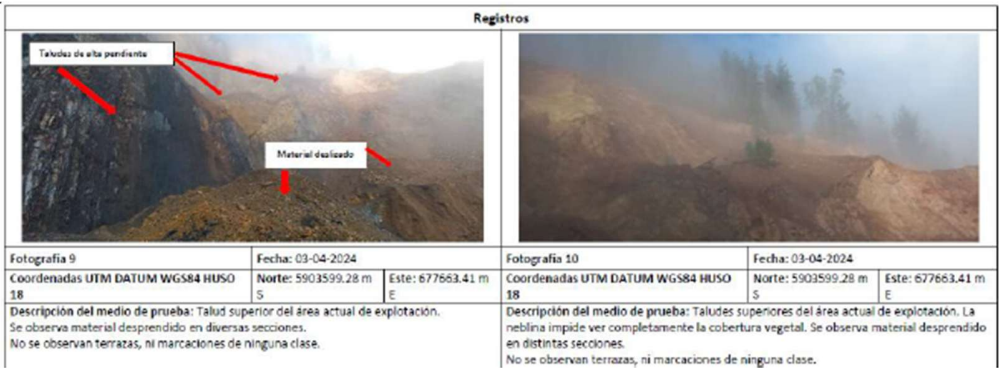 Registros
Taludes de alta pendiente
Material deslizado
Fotografía 9
Fecha: 03-04-2024
Fotografía 10
Fecha: 03-04-2024
Coordenadas UTM DATUM WGS84 HUSO
18
Norte: 5903599.28 m
S
Este: 677663.41 m
E
Coordenadas UTM DATUM WGS84 HUSO
18
Norte: 5903599.28 m
S
Este: 677663.41 m
E
Descripción del medio de prueba: Talud superior del área actual de explotación.
Se observa material desprendido en diversas secciones.
No se observan terrazas, ni marcaciones de ninguna clase.
Descripción del medio de prueba: Taludes superiores del área actual de explotación. La
neblina impide ver completamente la cobertura vegetal. Se observa material desprendido
en distintas secciones.
No se observan terrazas, ni marcaciones de ninguna clase.